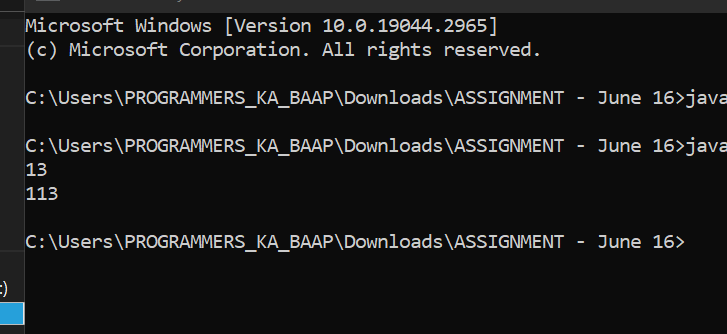 Microsoft Windows [Version 10.0.19044.2965]
(c) Microsoft Corporation. All rights reserved.
C:\Users\PROGRAMMERS_KA_BAAP\Downloads\ASSIGNMENT - June 16>java
C:\Users\PROGRAMMERS_KA_BAAP\Downloads\ASSIGNMENT - June 16>java
13
113
C:\Users\PROGRAMMERS_KA_BAAP\Downloads\ASSIGNMENT - June 16>
:)